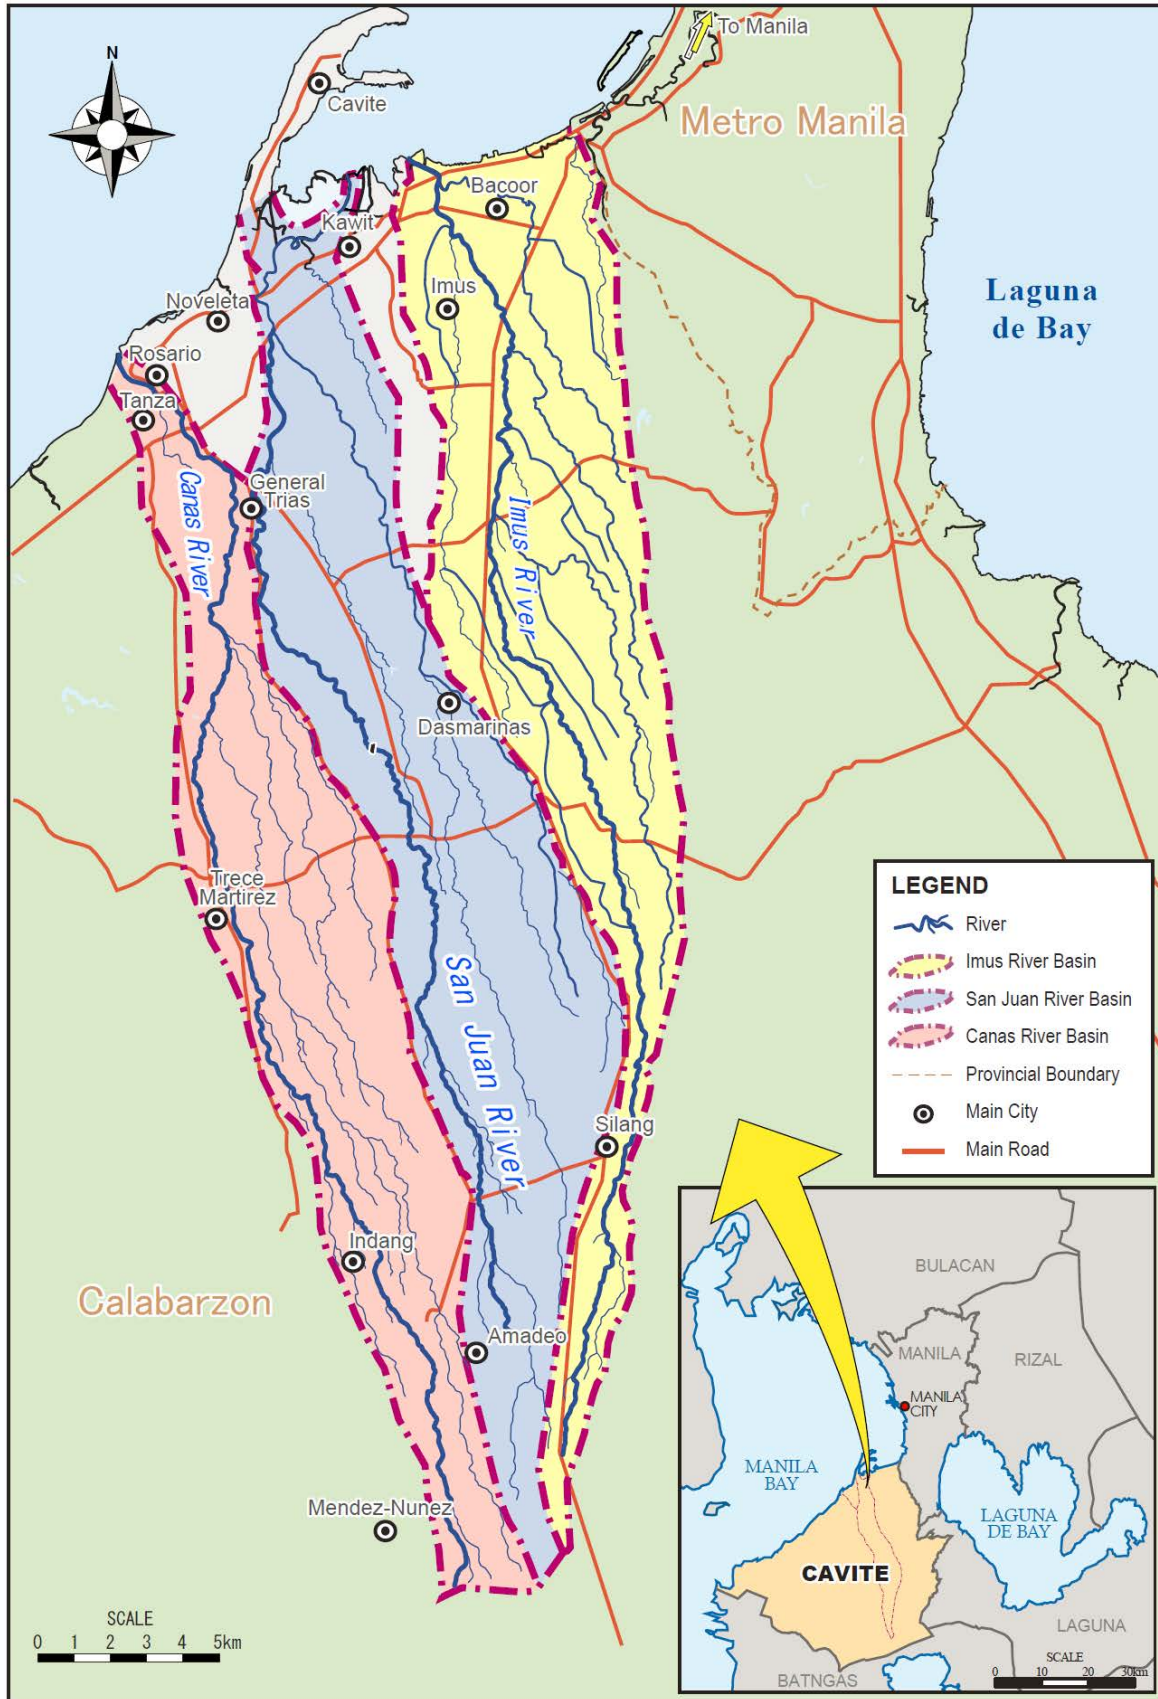 To Manila
N
Cavite
Metro Manila
Bacoor
Kawit
Laguna
de Bay
Imus
Noveleta
Rosario
Tanza
General
Trias
Canas River
Imus River
Dasmarinas
LEGEND
River
Imus River Basin
San Juan River Basin
Canas River Basin
Provincial Boundary
Main City
Main Road
Trece
Martirez
San Juan River
Silang
Indang
Calabarzon
Amadeo
Mendez-Nunez
SCALE
0 1 2 3 4 5km
BULACAN
MANILA
RIZAL
MANILA
CITY
MANILA
BAY
LAGUNA
DE BAY
CAVITE
LAGUNA
BATNGAS
SCALE
0 10 20 30km